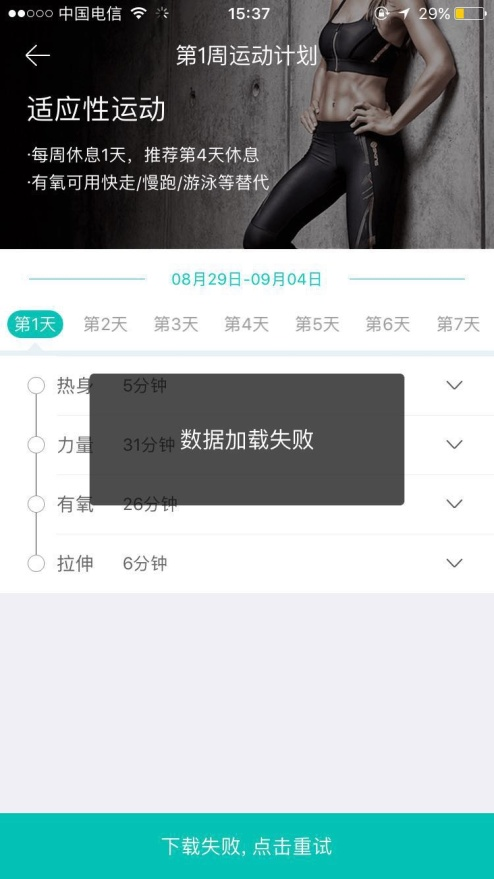 中国电信 15:37 29%
第1周运动计划
适应性运动
·每周休息1天，推荐第4天休息
·有氧可用快走/慢跑/游泳等替代
08月29日-09月04日
第1天 第2天 第3天 第4天 第5天 第6天 第7天
热身 5分钟
力量 31分钟
数据加载失败
有氧 26分钟
拉伸 6分钟
下载失败, 点击重试